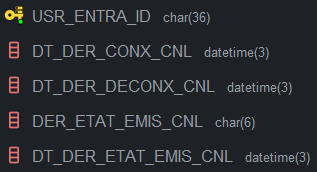 USR_ENTRA_ID char(36)
DT_DER_CONX_CNL datetime(3)
DT_DER_DECONX_CNL datetime(3)
DER_ETAT_EMIS_CNL char(6)
DT_DER_ETAT_EMIS_CNL datetime(3)